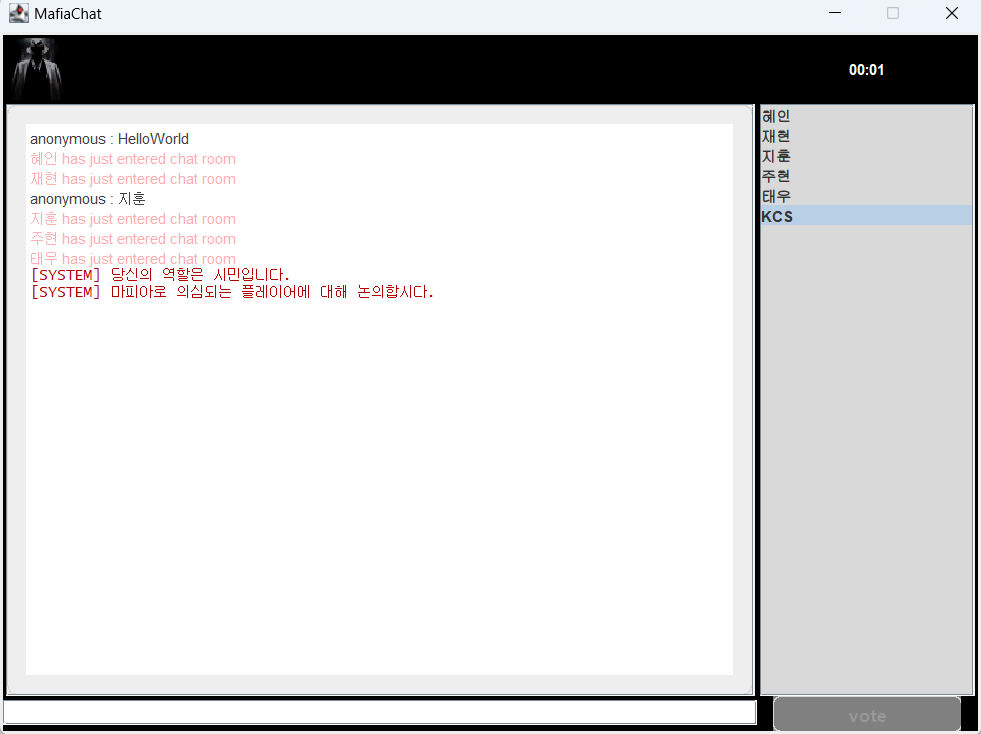 MafiaChat
00:01
anonymous : HelloWorld
혜인 has just entered chat room
재현 has just entered chat room
anonymous : 지훈
지훈 has just entered chat room
주현 has just entered chat room
태우 has just entered chat room
[SYSTEM] 당신의 역할은 시민입니다.
[SYSTEM] 마피아로 의심되는 플레이어에 대해 논의합시다.
혜인
재현
지훈
주현
태우
KCS
vote